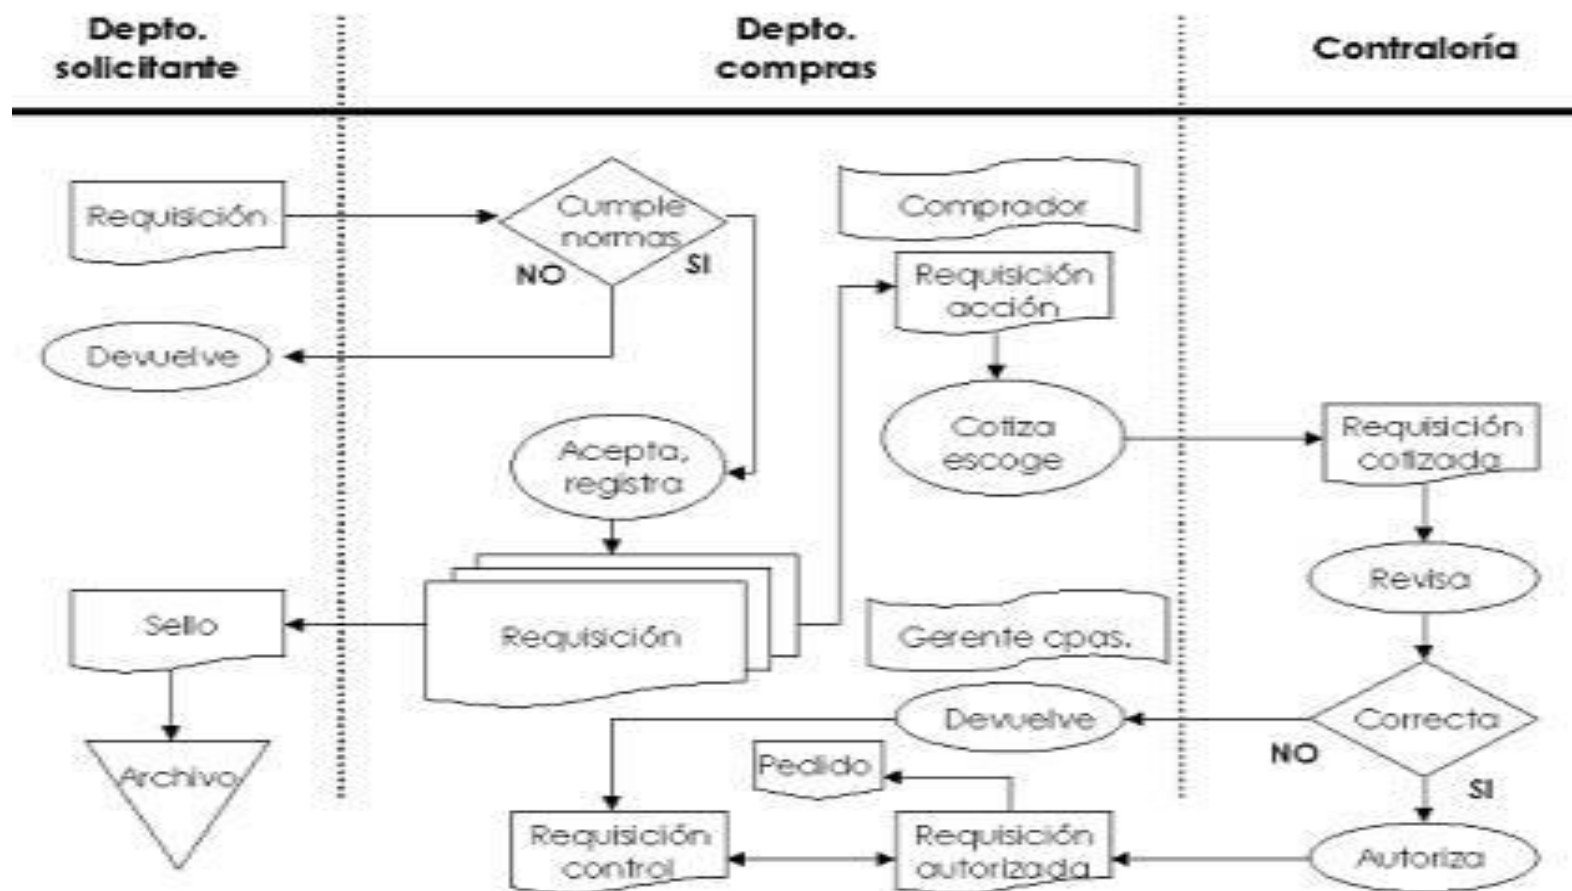 Depto.
solicitante
Depto.
compras
Contraloría
Requisición
Cumple
normas
NO
SI
Comprador
Requisición
acción
Devuelve
Cotiza
escoge
Requisición
cotizada
Acepta,
registra
Revisa
Sello
Requisición
Gerente cpas.
Devuelve
Correcta
NO
SI
Archivo
Pedido
Requisición
control
Requisición
autorizada
Autoriza